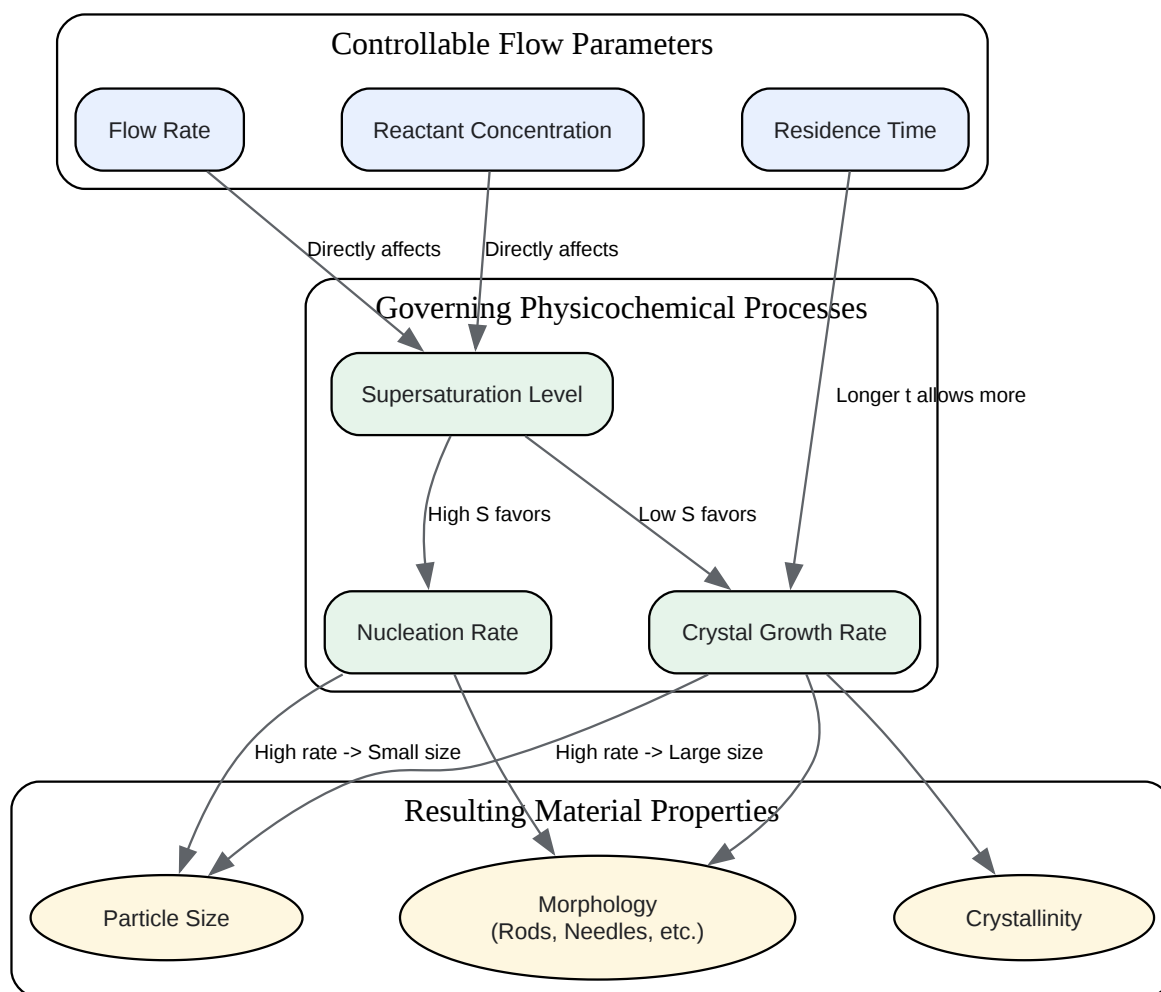 Controllable Flow Parameters
Flow Rate
Reactant Concentration
Residence Time
Directly affects
Directly affects
Governing Physicochemical Processes
Supersaturation Level
Longer t allows more
High S favors
Low S favors
Nucleation Rate
Crystal Growth Rate
High rate -> Small size
High rate -> Large size
Resulting Material Properties
Particle Size
Morphology
(Rods, Needles, etc.)
Crystallinity